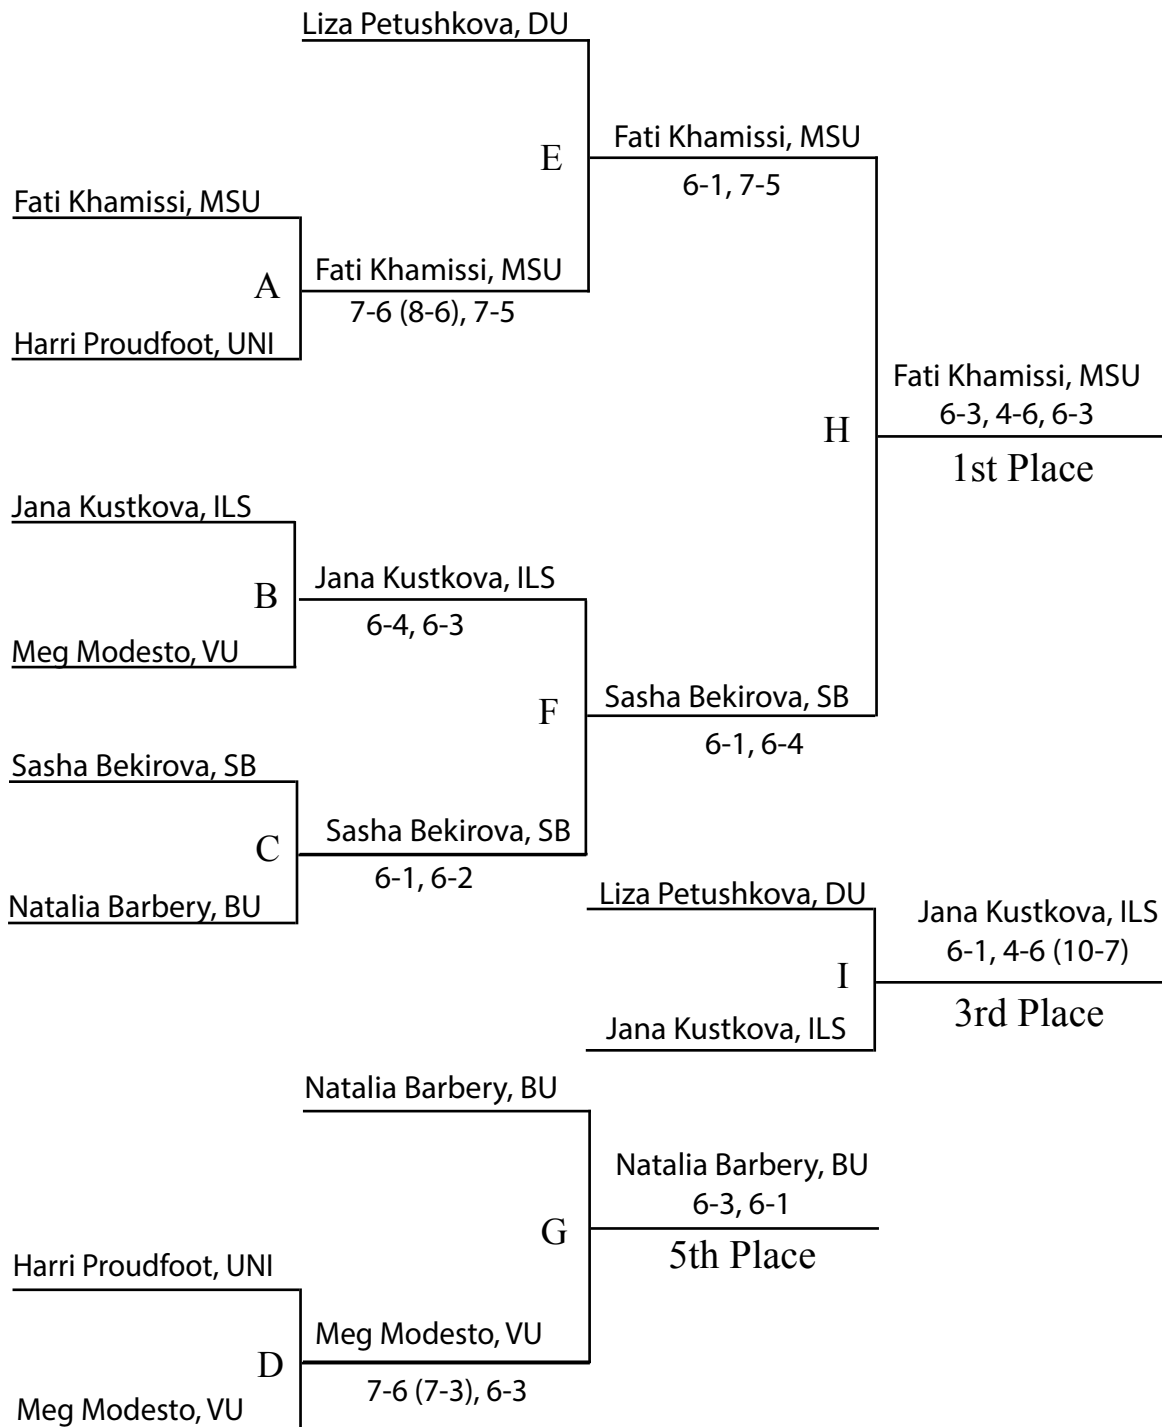 Liza Petushkova, DU
E
Fati Khamissi, MSU
6-1, 7-5
Fati Khamissi, MSU
A
Fati Khamissi, MSU
7-6 (8-6), 7-5
Harri Proudfoot, UNI
H
Fati Khamissi, MSU
6-3, 4-6, 6-3
1st Place
Jana Kustkova, ILS
B
Jana Kustkova, ILS
6-4, 6-3
Meg Modesto, VU
F
Sasha Bekirova, SB
6-1, 6-4
Sasha Bekirova, SB
C
Sasha Bekirova, SB
6-1, 6-2
Natalia Barbery, BU
Liza Petushkova, DU
I
Jana Kustkova, ILS
6-1, 4-6 (10-7)
3rd Place
Jana Kustkova, ILS
Natalia Barbery, BU
G
Natalia Barbery, BU
6-3, 6-1
5th Place
Harri Proudfoot, UNI
D
Meg Modesto, VU
7-6 (7-3), 6-3
Meg Modesto, VU